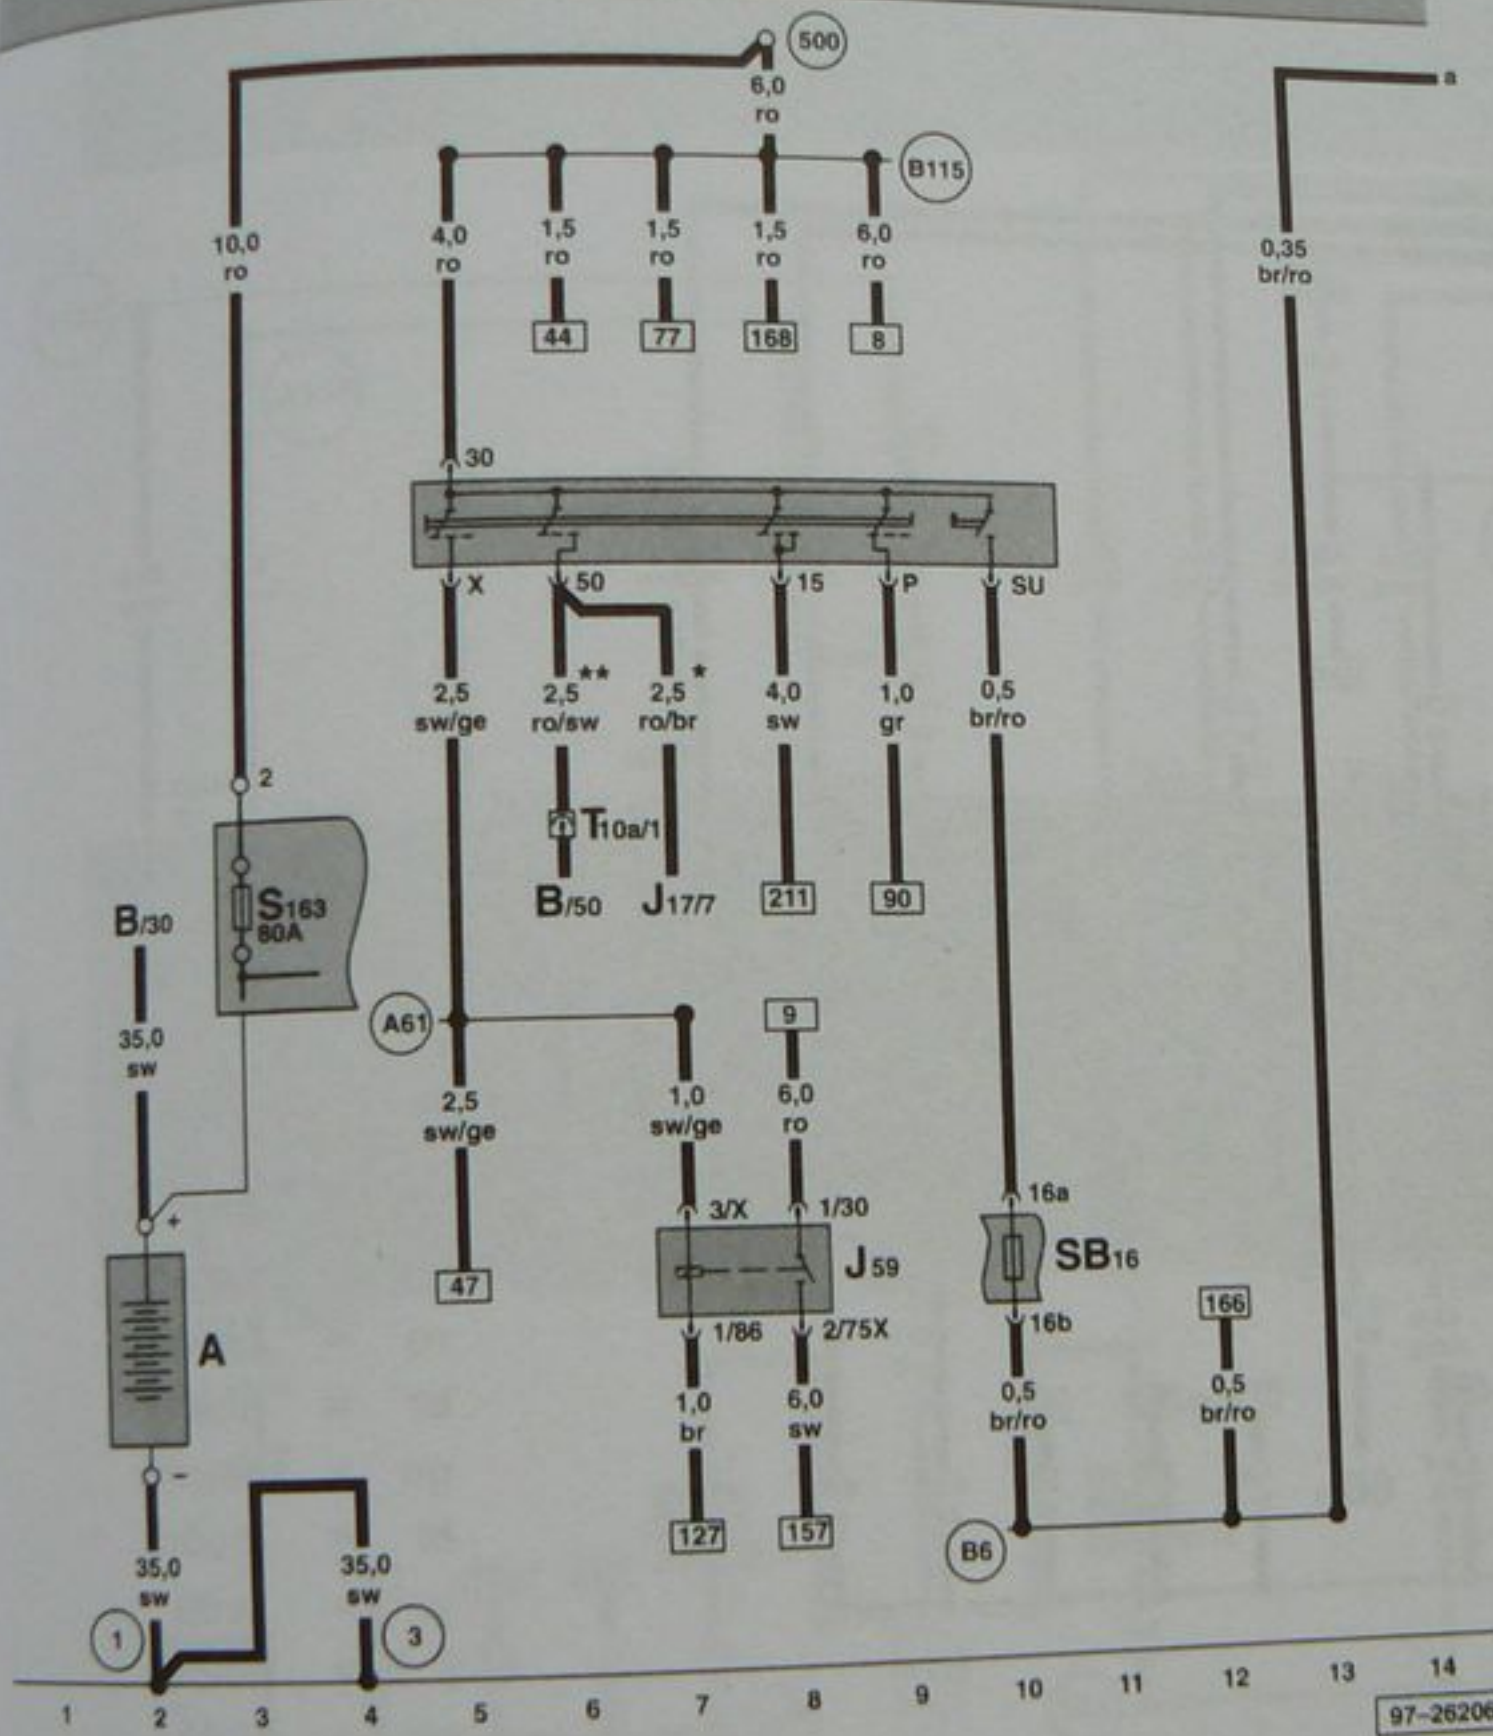 500
6,0
ro
a
B115
10,0
ro
4,0
ro
1,5
ro
1,5
ro
1,5
ro
6,0
ro
0,35
br/ro
44
77
168
8
30
X
50
15
P
SU
2,5
sw/ge
**
2,5
ro/sw
*
2,5
ro/br
4,0
sw
1,0
gr
0,5
br/ro
2
T10a/1
S163
80A
B/30
B/50
J17/7
211
90
35,0
sw
A61
9
2,5
sw/ge
1,0
sw/ge
6,0
ro
3/X
1/30
16a
+
J59
SB16
47
166
1/86
2/75X
16b
A
1,0
br
6,0
sw
0,5
br/ro
0,5
br/ro
–
127
157
B6
35,0
sw
35,0
sw
1
3
1 2 3 4 5 6 7 8 9 10 11 12 13 14
97-26206